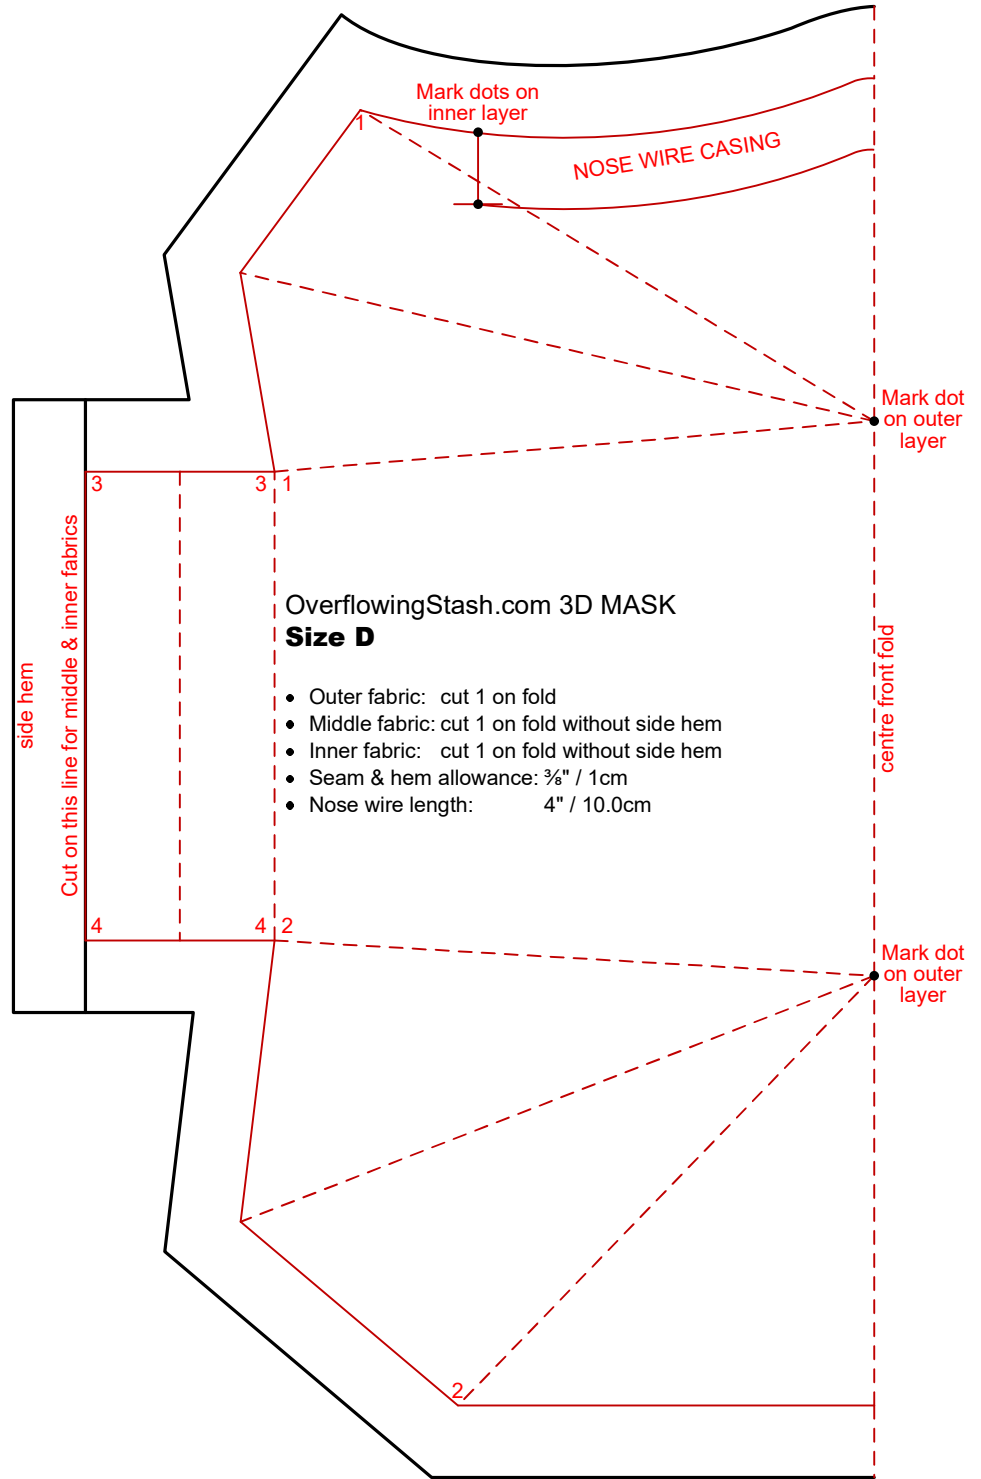 Mark dots on
inner layer
1
NOSE WIRE CASING
Mark dot
on outer
layer
3
3
1
OverflowingStash.com 3D MASK
Size D
• Outer fabric: cut 1 on fold
• Middle fabric: cut 1 on fold without side hem
• Inner fabric: cut 1 on fold without side hem
• Seam & hem allowance: ⅜" / 1cm
• Nose wire length: 4" / 10.0cm
side hem
Cut on this line for middle & inner fabrics
centre front fold
4
4
2
Mark dot
on outer
layer
2